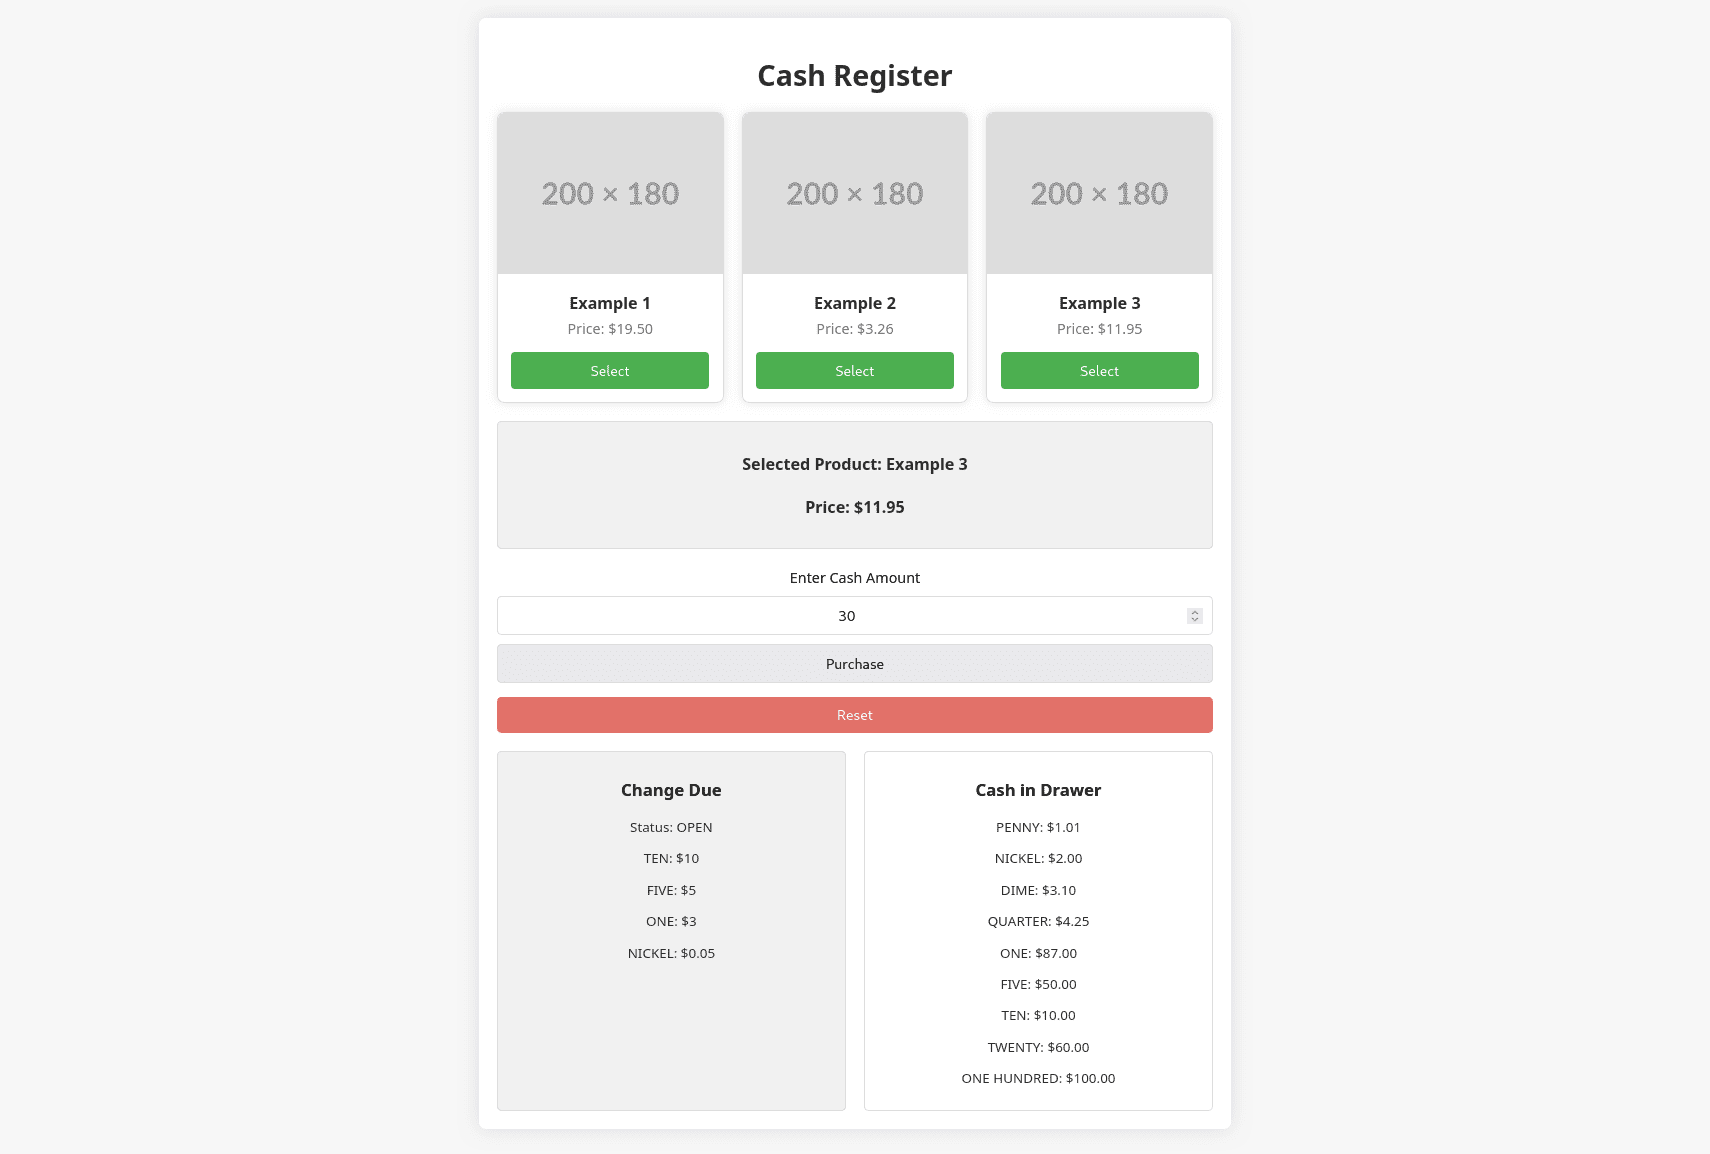 Cash Register
200 × 180
200 × 180
200 × 180
Example 1
Price: $19.50
Select
Example 2
Price: $3.26
Select
Example 3
Price: $11.95
Select
Selected Product: Example 3
Price: $11.95
Enter Cash Amount
30
Purchase
Reset
Change Due
Status: OPEN
TEN: $10
FIVE: $5
ONE: $3
NICKEL: $0.05
Cash in Drawer
PENNY: $1.01
NICKEL: $2.00
DIME: $3.10
QUARTER: $4.25
ONE: $87.00
FIVE: $50.00
TEN: $10.00
TWENTY: $60.00
ONE HUNDRED: $100.00